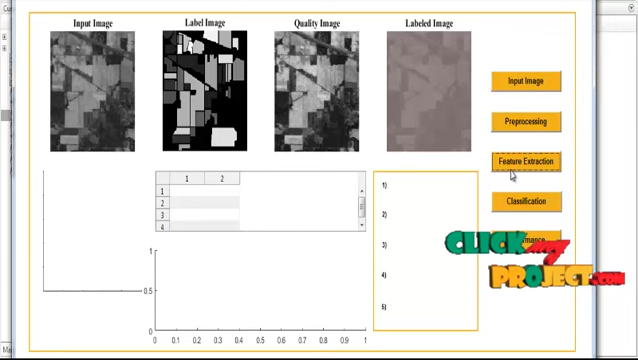 Input Image
Label Image
Quality Image
Labeled Image
Input Image
Preprocessing
Feature Extraction
Classification
CLICK my
PROJECT.com
1 2
1
2
3
4
1)
2)
3)
4)
5)
1
0.5
0
0 0.1 0.2 0.3 0.4 0.5 0.6 0.7 0.8 0.9 1